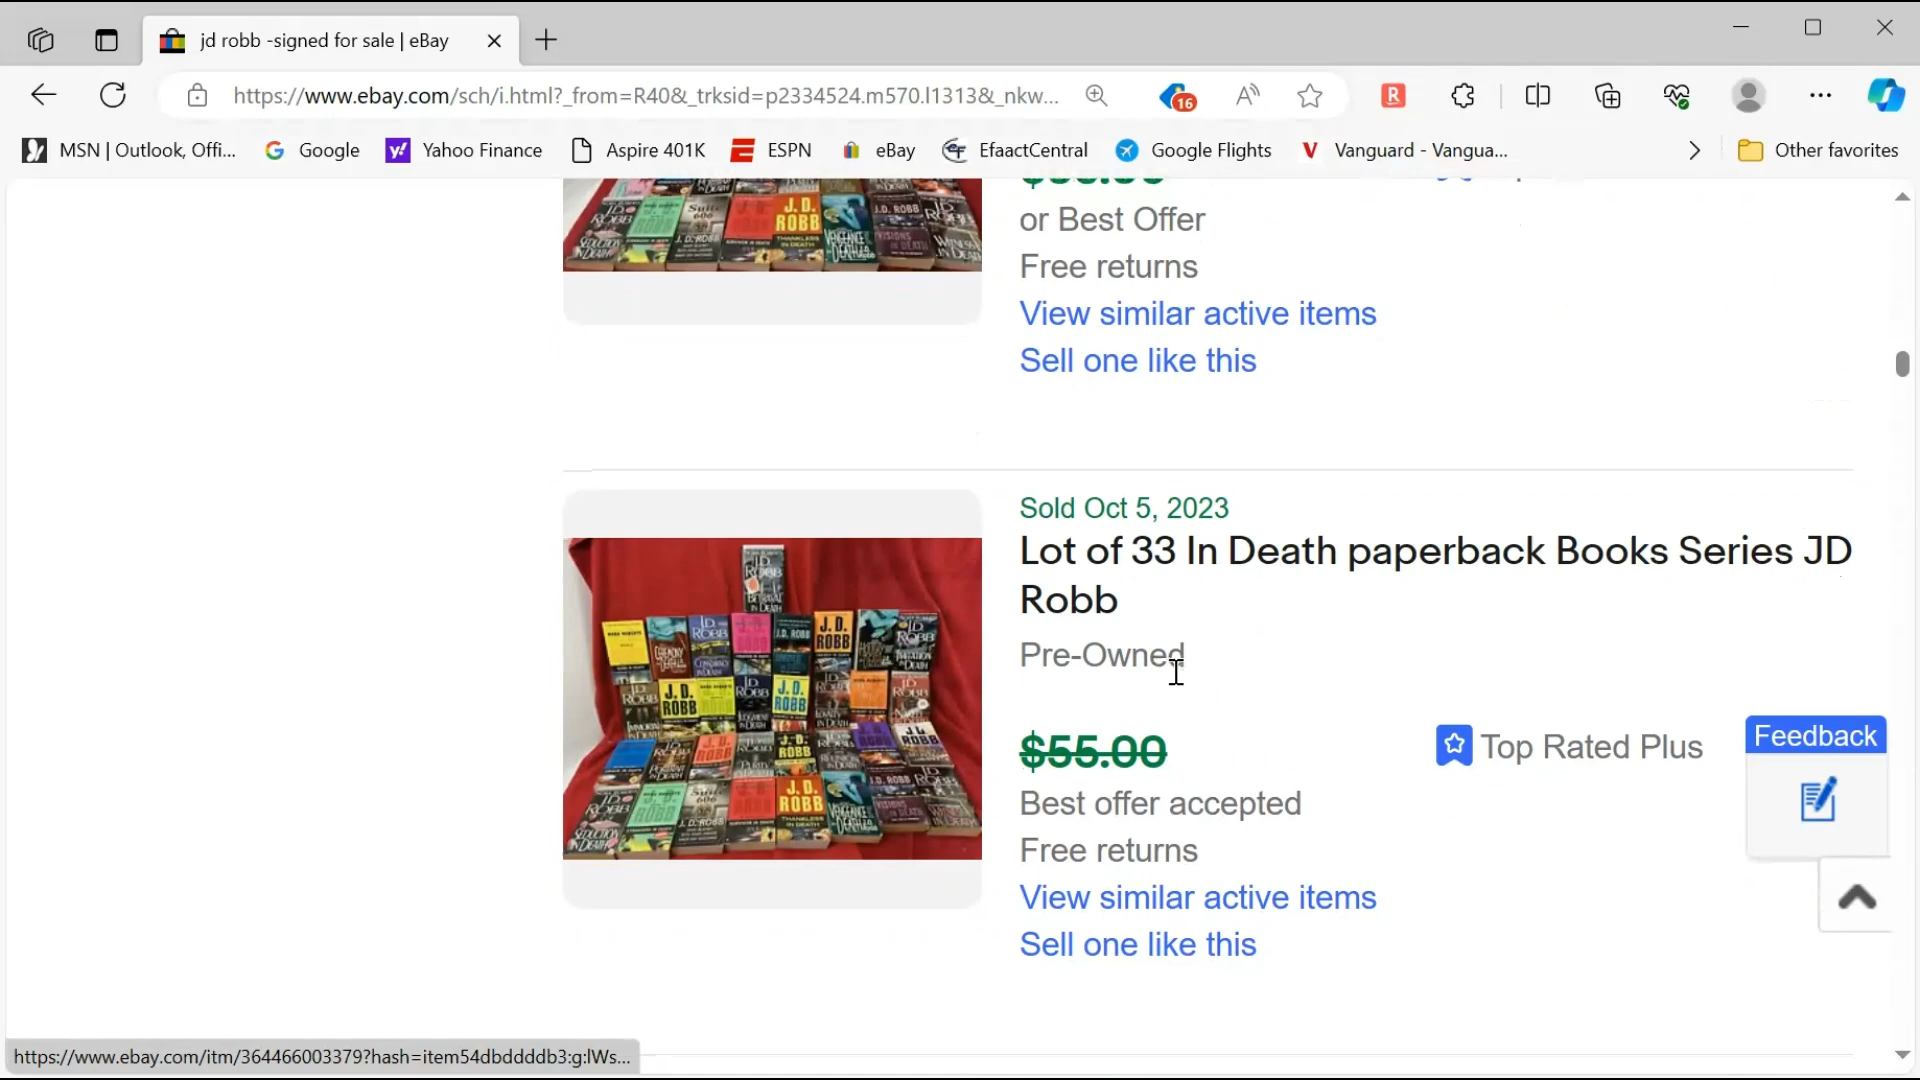 jd robb -signed for sale | eBay
https://www.ebay.com/sch/i.html?_from=R40&_trksid=p2334524.m570.l1313&_nkw...
16
R
MSN | Outlook, Offi...
Google
Yahoo Finance
Aspire 401K
ESPN
eBay
EfaactCentral
Google Flights
Vanguard - Vangua...
Other favorites
or Best Offer
Free returns
View similar active items
Sell one like this
Sold Oct 5, 2023
Lot of 33 In Death paperback Books Series JD
Robb
Pre-Owned
$55.00
Top Rated Plus
Best offer accepted
Free returns
View similar active items
Sell one like this
Feedback
https://www.ebay.com/itm/364466003379?hash=item54dbddddb3:g:lWs...